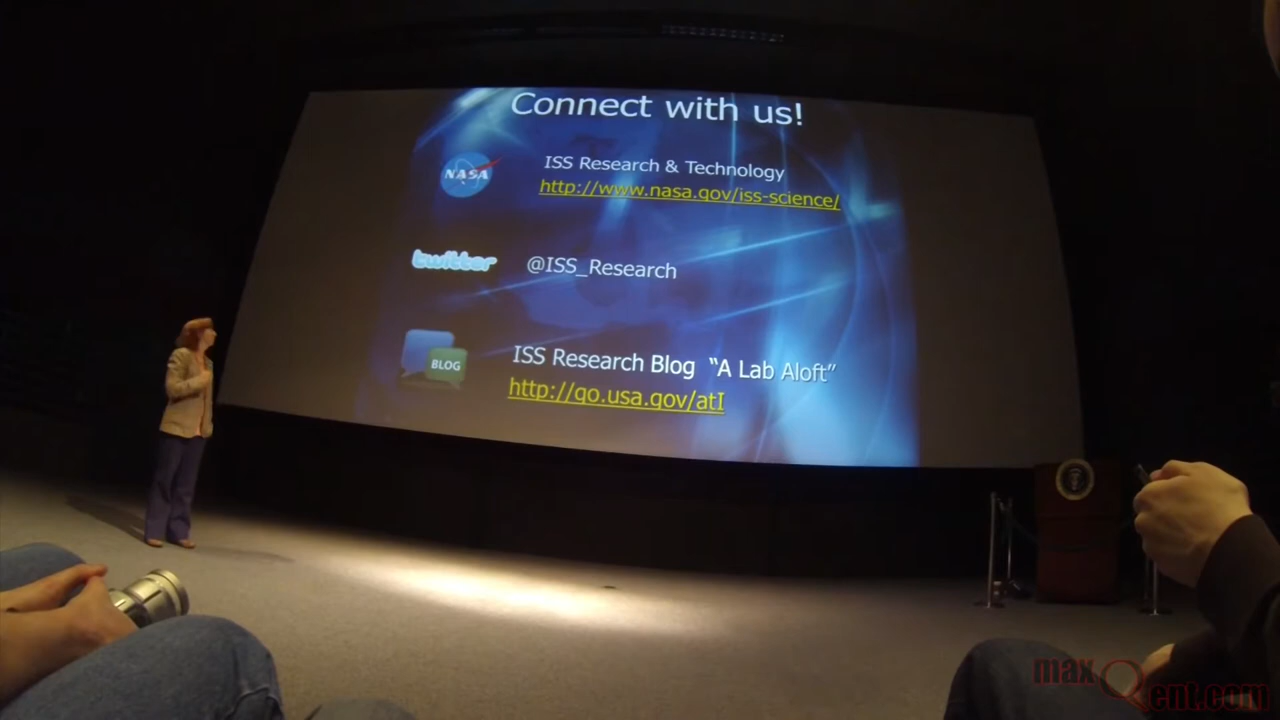 Connect with us!
NASA
ISS Research & Technology
http://www.nasa.gov/iss-science/
twitter
@ISS_Research
BLOG
ISS Research Blog "A Lab Aloft"
http://go.usa.gov/atI
maxQent.com